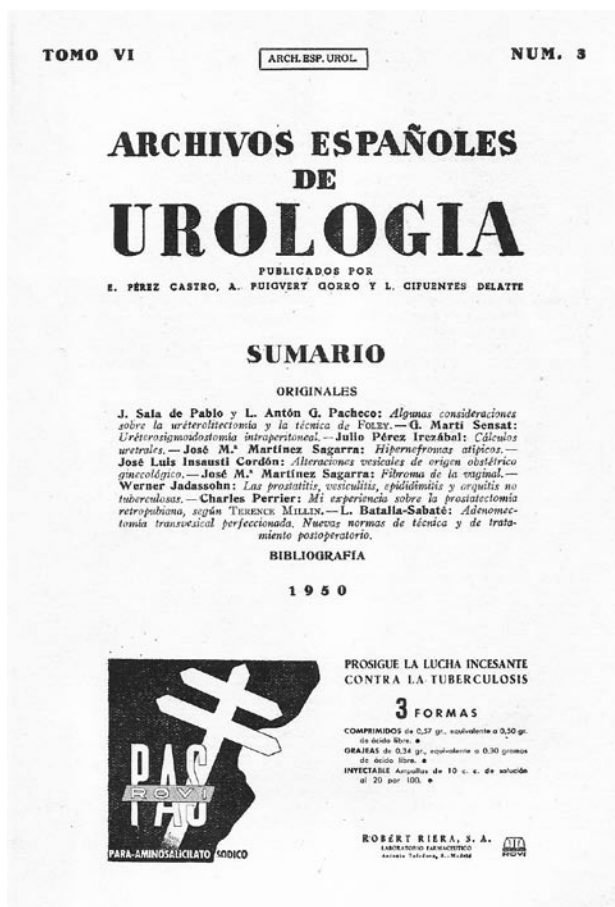 TOMO VI
ARCH. ESP. UROL.
NUM. 3
ARCHIVOS ESPAÑOLES
DE
UROLOGIA
PUBLICADOS POR
E. PÉREZ CASTRO, A. PUIGVERT GORRO Y L. CIFUENTES DELATTE
SUMARIO
ORIGINALES
J. Sala de Pablo y L. Antón G. Pacheco: Algunas consideraciones
sobre la uréterolitectomia y la técnica de FOLEY. — G. Martí Sensat:
Uréterosigmoidostomia intraperitoneal. — Julio Pérez Irezábal: Cálculos
uretrales. — José M.ª Martínez Sagarra: Hipernefromas atípicos. —
José Luis Insausti Cordón: Alteraciones vesicales de origen obstétrico
ginecológico. — José M.ª Martínez Sagarra: Fibroma de la vaginal. —
Werner Jadassohn: Las prostatitis, vesiculitis, epididimitis y orquitis no
tuberculosas. — Charles Perrier: Mi experiencia sobre la prostatectomia
retropubiana, según TERENCE MILLIN. — L. Batalla-Sabaté: Adenomec-
tomía transvesical perfeccionada. Nuevas normas de técnica y de trata-
miento postoperatorio.
BIBLIOGRAFÍA
1950
PROSIGUE LA LUCHA INCESANTE
CONTRA LA TUBERCULOSIS
3 FORMAS
COMPRIMIDOS de 0,57 gr., equivalente a 0,50 gr.
de ácido libre.
GRAJEAS de 0,34 gr., equivalente a 0,30 gramos
de ácido libre.
INYECTABLE Ampollas de 10 c. c. de solución
al 20 por 100.
PAS
ROVI
PAS
PARA-AMINOSALICILATO SODICO
ROBERT RIERA, S. A.
LABORATORIO FARMACEUTICO
ROVI